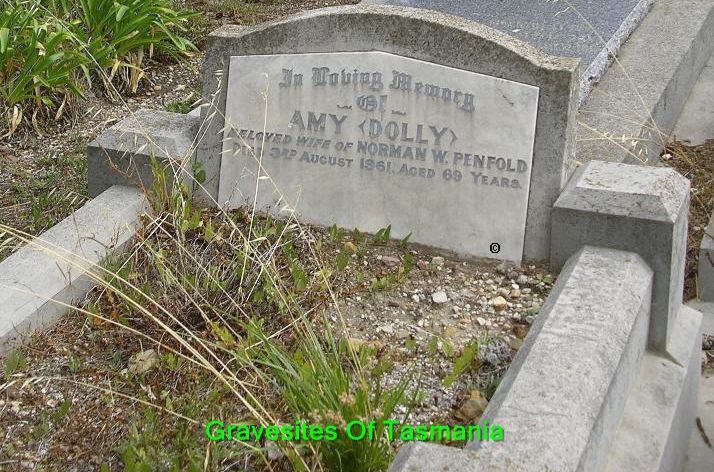 In Loving Memory
Of
AMY (DOLLY)
BELOVED WIFE OF NORMAN W. PENFOLD
3RD AUGUST 1961, AGED 69 YEARS.
©
Gravesites Of Tasmania